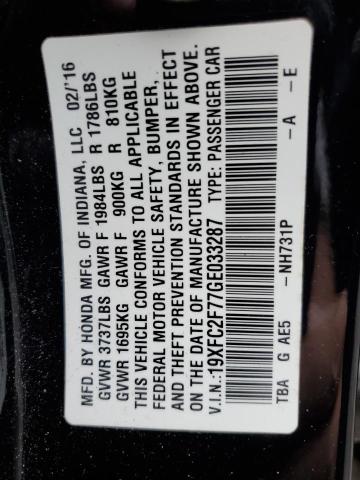 MFD. BY HONDA MFG. OF INDIANA, LLC 02/'16
GVWR 3737LBS GAWR F 1984LBS R 1786LBS
GVWR 1695KG GAWR F 900KG R 810KG
THIS VEHICLE CONFORMS TO ALL APPLICABLE
FEDERAL MOTOR VEHICLE SAFETY, BUMPER,
AND THEFT PREVENTION STANDARDS IN EFFECT
ON THE DATE OF MANUFACTURE SHOWN ABOVE.
V.I.N.:19XFC2F77GE033287 TYPE: PASSENGER CAR
TBA G AE5 -NH731P -A -E